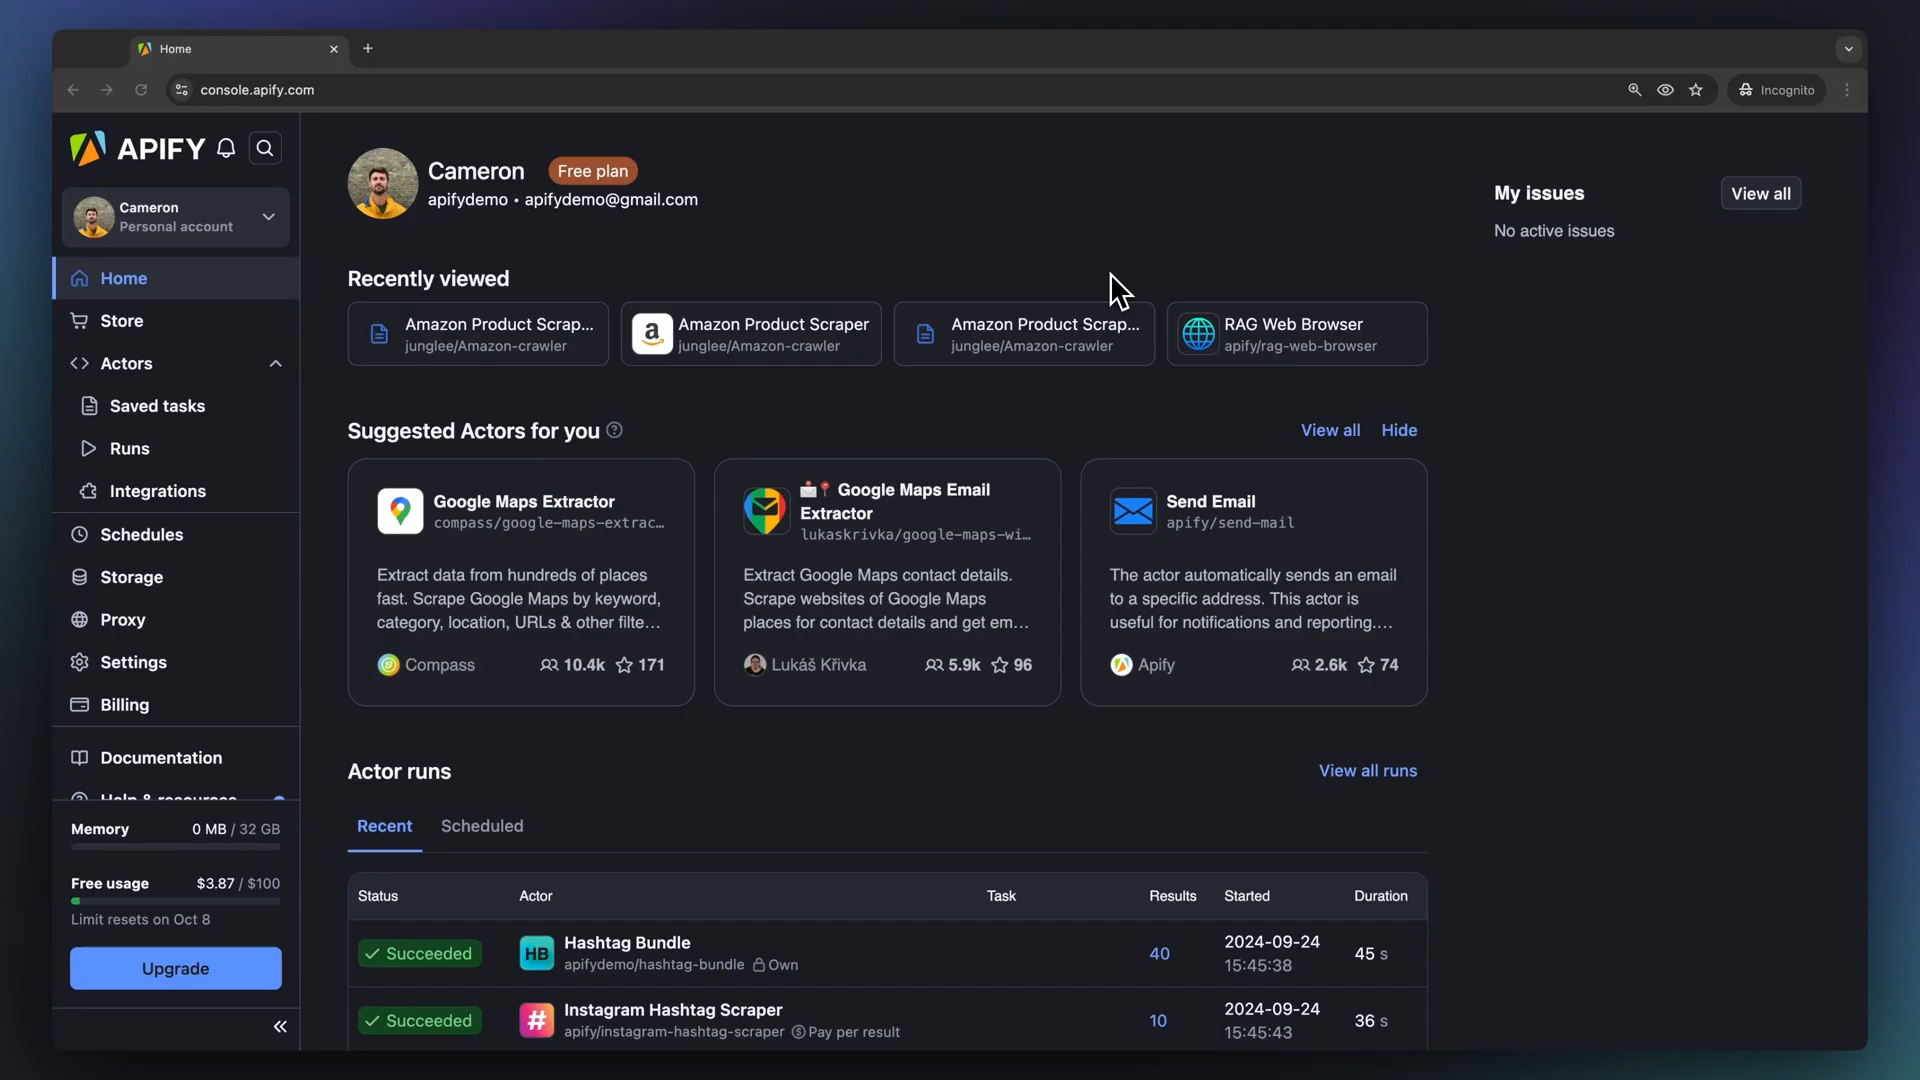 Home
console.apify.com
Incognito
APIFY
Cameron
Personal account
Home
Store
Actors
Saved tasks
Runs
Integrations
Schedules
Storage
Proxy
Settings
Billing
Documentation
Help & resources
Memory 0 MB / 32 GB
Free usage $3.87 / $100
Limit resets on Oct 8
Upgrade
Cameron Free plan
apifydemo • apifydemo@gmail.com
My issues View all
No active issues
Recently viewed
Amazon Product Scrap...
junglee/Amazon-crawler
Amazon Product Scraper
junglee/Amazon-crawler
Amazon Product Scrap...
junglee/Amazon-crawler
RAG Web Browser
apify/rag-web-browser
Suggested Actors for you View all Hide
Google Maps Extractor
compass/google-maps-extrac...
Extract data from hundreds of places
fast. Scrape Google Maps by keyword,
category, location, URLs & other filte...
Compass 10.4k 171
Google Maps Email
Extractor
lukaskrivka/google-maps-wi...
Extract Google Maps contact details.
Scrape websites of Google Maps
places for contact details and get em...
Lukáš Křivka 5.9k 96
Send Email
apify/send-mail
The actor automatically sends an email
to a specific address. This actor is
useful for notifications and reporting....
Apify 2.6k 74
Actor runs View all runs
Recent Scheduled
Status Actor Task Results Started Duration
Succeeded HB Hashtag Bundle 40 2024-09-24 45 s
apifydemo/hashtag-bundle Own 15:45:38
Succeeded # Instagram Hashtag Scraper 10 2024-09-24 36 s
apify/instagram-hashtag-scraper Pay per result 15:45:43